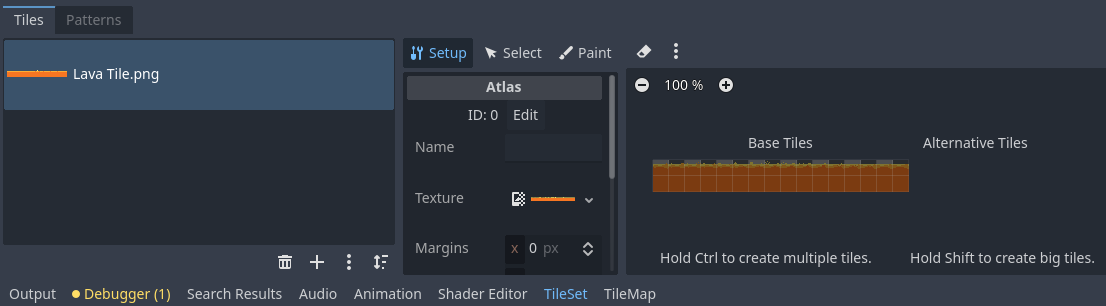 Tiles Patterns
Lava Tile.png
Setup Select Paint
Atlas
ID: 0 Edit
Name
Texture
Margins x 0 px
100 %
Base Tiles Alternative Tiles
Hold Ctrl to create multiple tiles. Hold Shift to create big tiles.
Output Debugger (1) Search Results Audio Animation Shader Editor TileSet TileMap